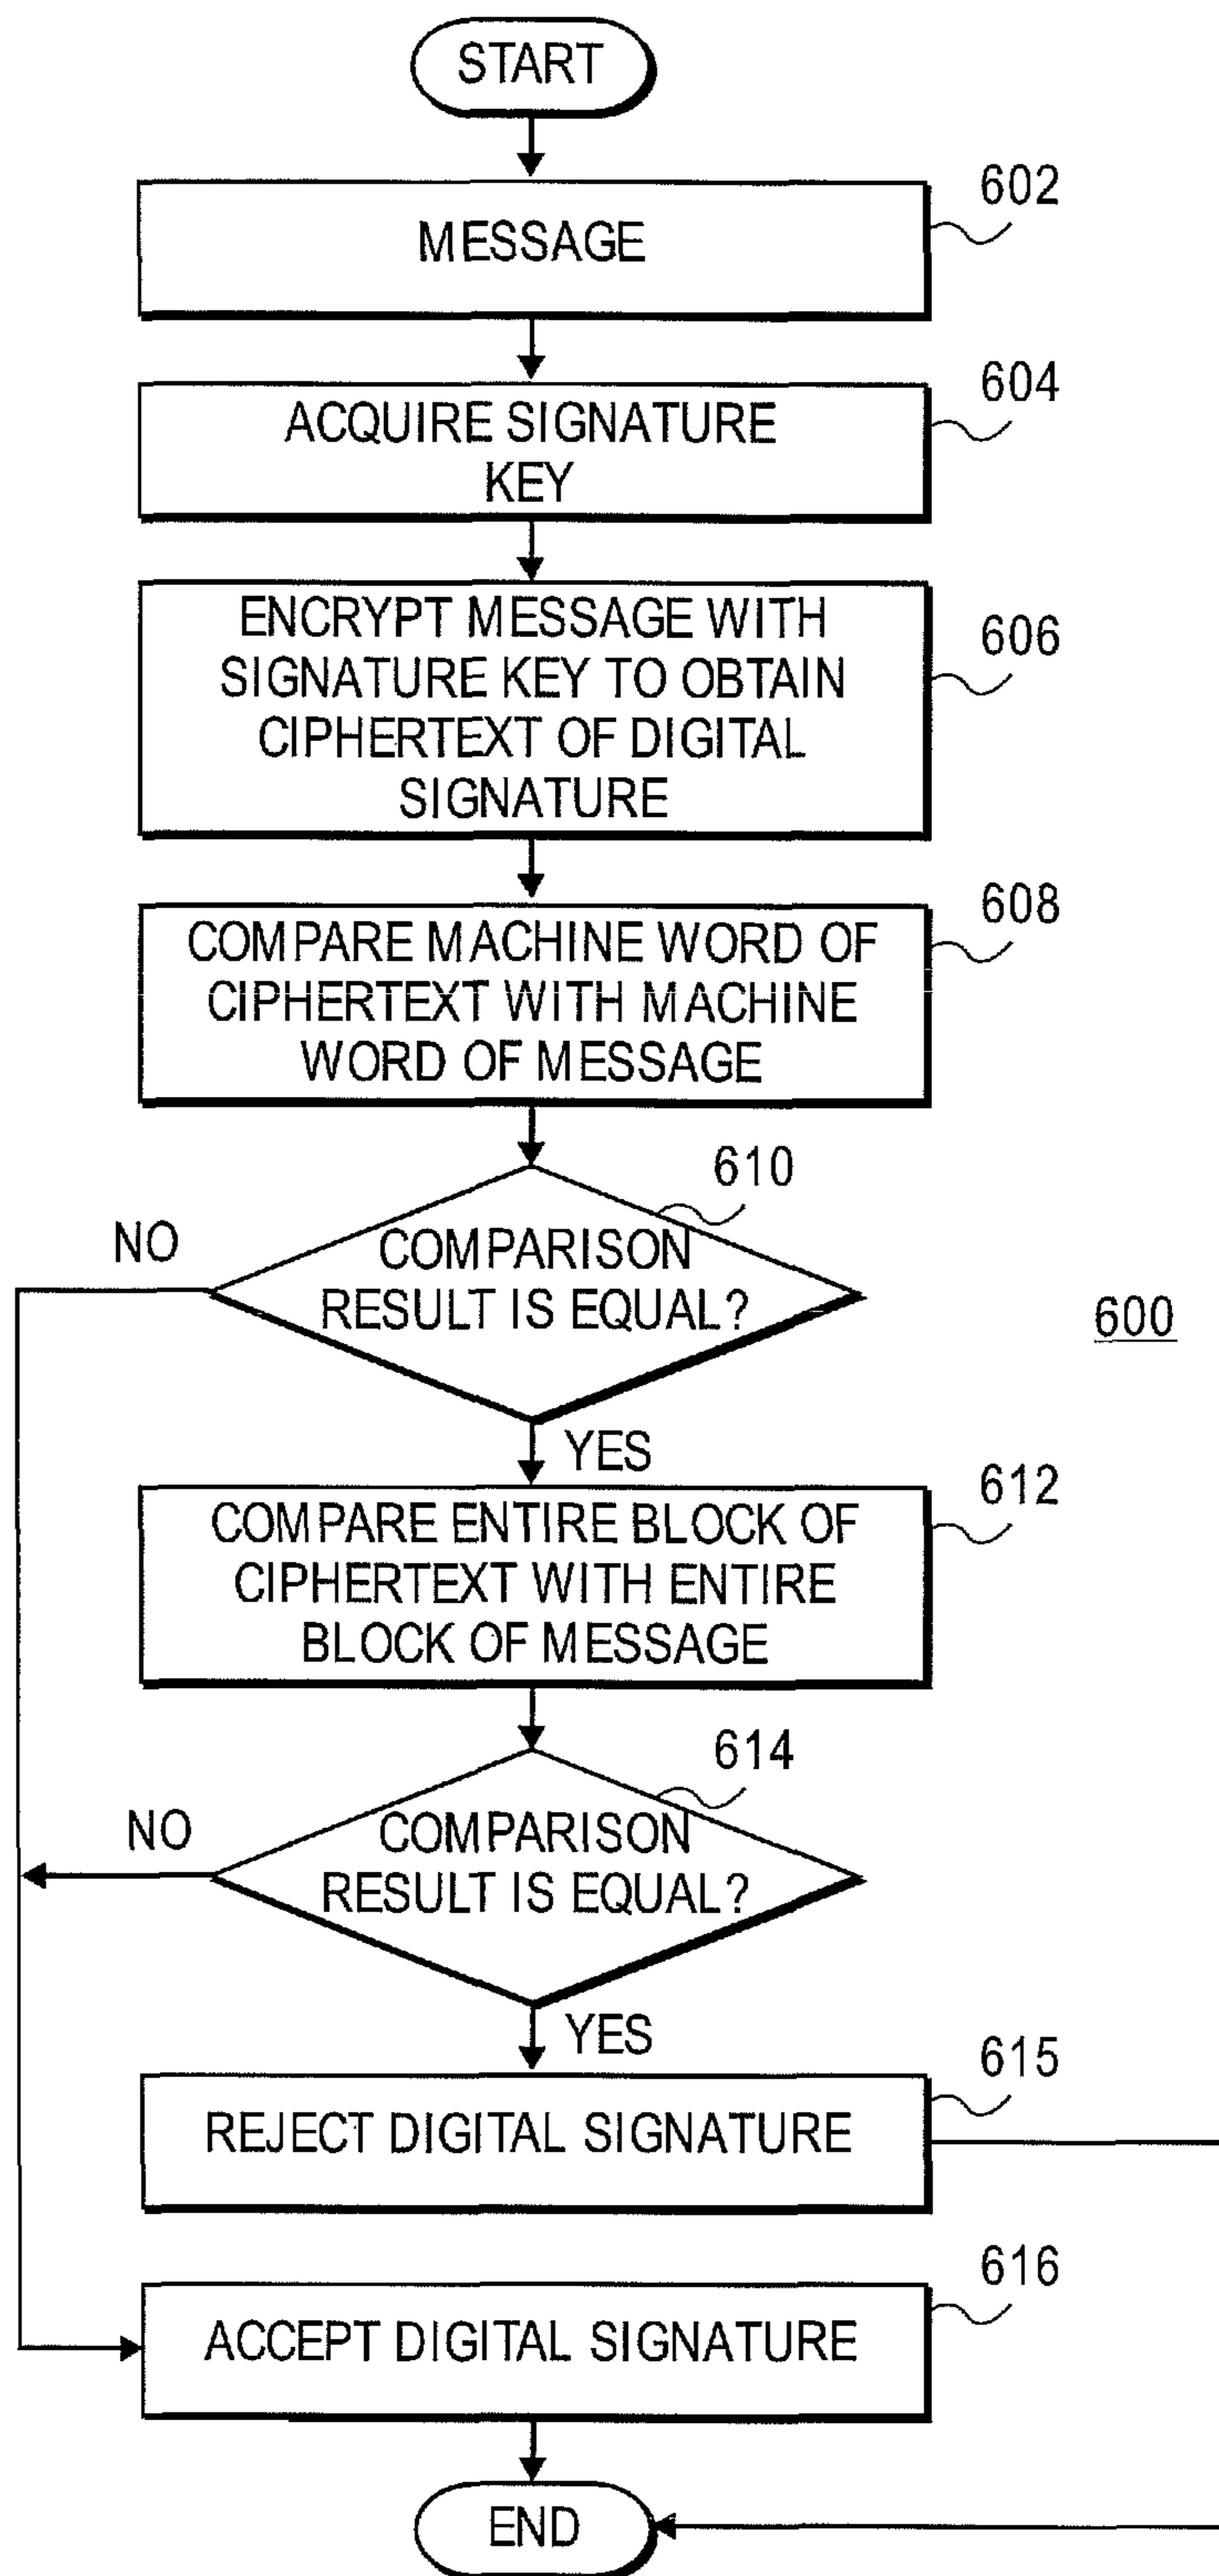 START
602
MESSAGE
604
ACQUIRE SIGNATURE
KEY
606
ENCRYPT MESSAGE WITH
SIGNATURE KEY TO OBTAIN
CIPHERTEXT OF DIGITAL
SIGNATURE
608
COMPARE MACHINE WORD OF
CIPHERTEXT WITH MACHINE
WORD OF MESSAGE
610
NO
COMPARISON
RESULT IS EQUAL?
600
YES
612
COMPARE ENTIRE BLOCK OF
CIPHERTEXT WITH ENTIRE
BLOCK OF MESSAGE
614
NO
COMPARISON
RESULT IS EQUAL?
YES
615
REJECT DIGITAL SIGNATURE
616
ACCEPT DIGITAL SIGNATURE
END